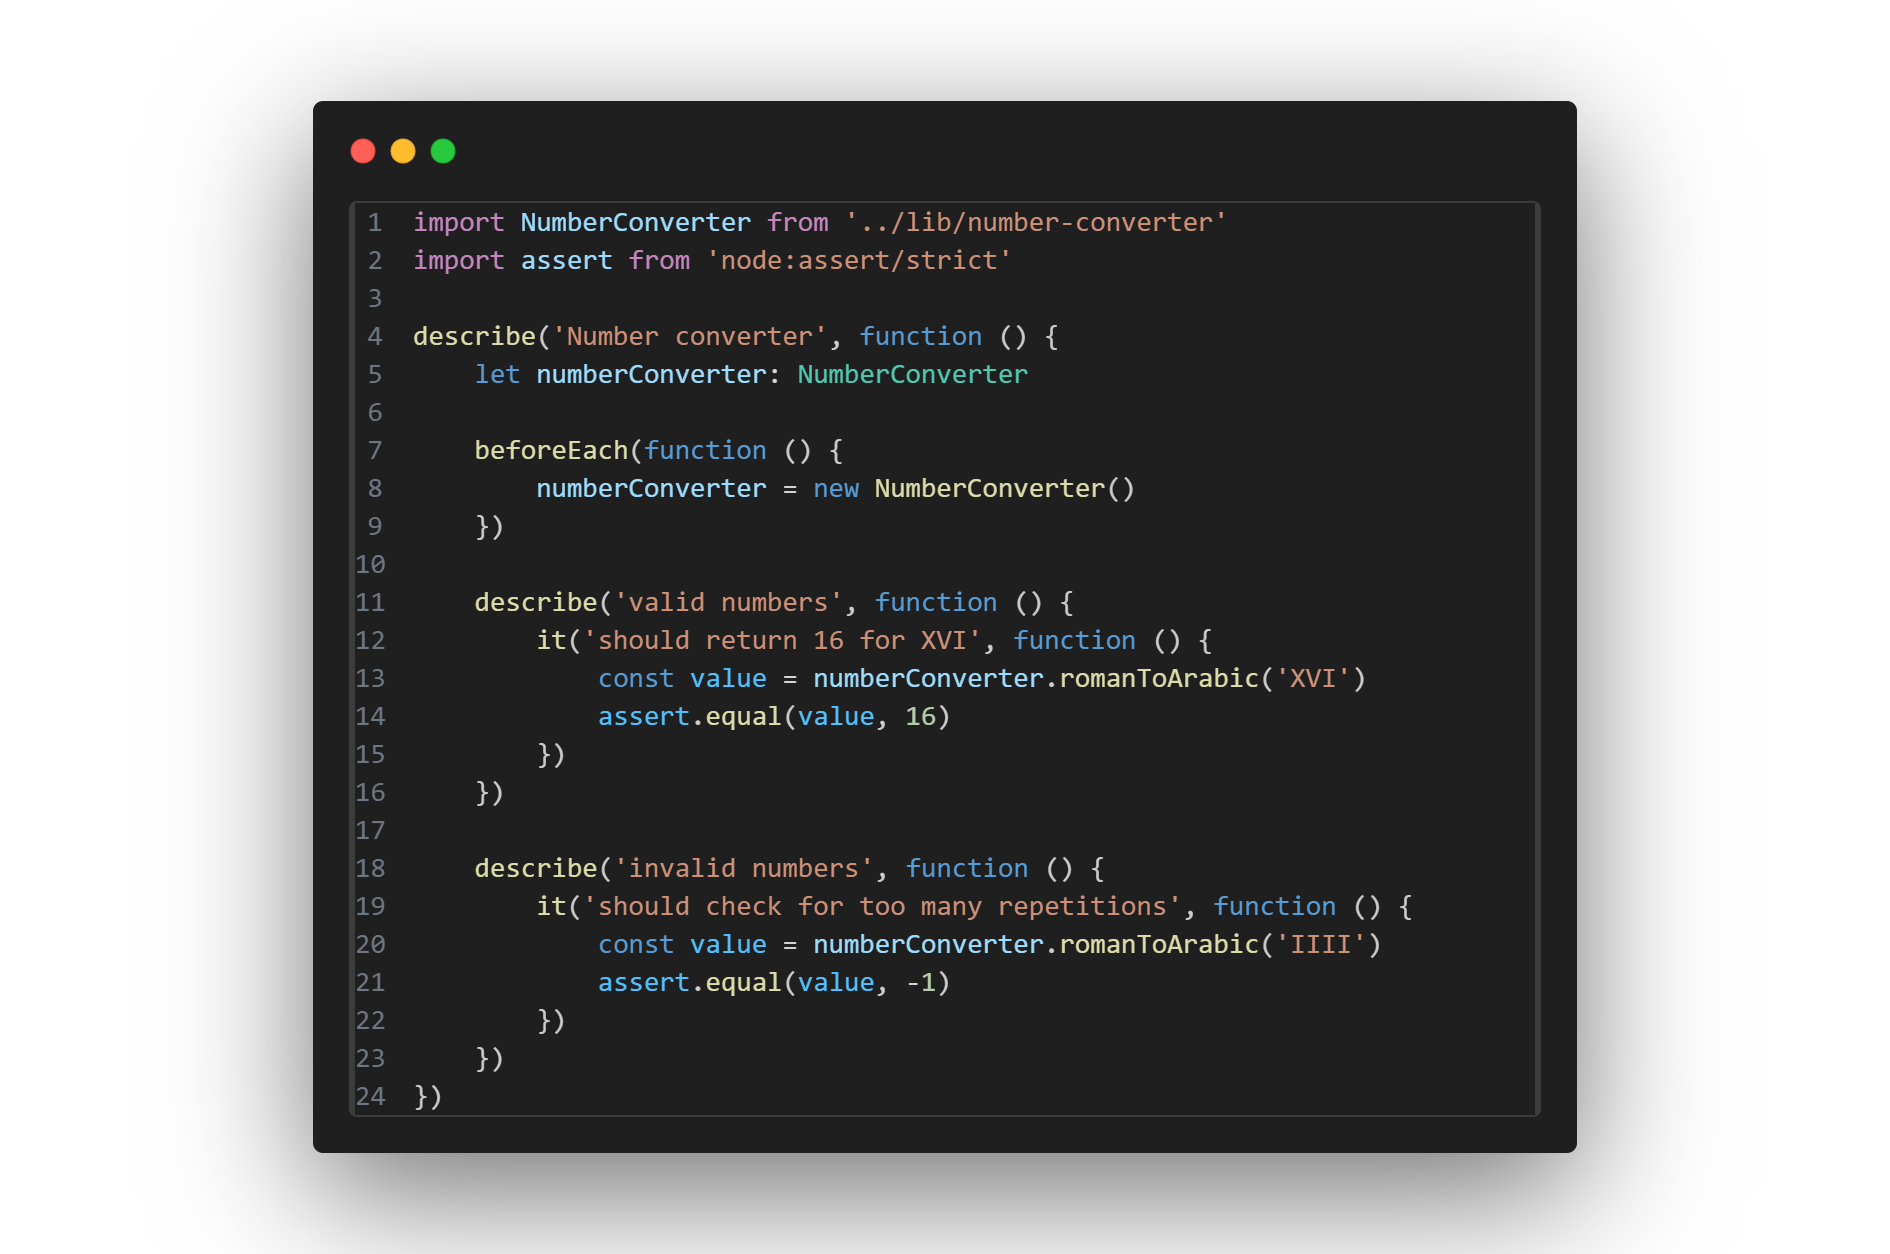 1 import NumberConverter from '../lib/number-converter'
2 import assert from 'node:assert/strict'
3
4 describe('Number converter', function () {
5     let numberConverter: NumberConverter
6
7     beforeEach(function () {
8         numberConverter = new NumberConverter()
9     })
10
11     describe('valid numbers', function () {
12         it('should return 16 for XVI', function () {
13             const value = numberConverter.romanToArabic('XVI')
14             assert.equal(value, 16)
15         })
16     })
17
18     describe('invalid numbers', function () {
19         it('should check for too many repetitions', function () {
20             const value = numberConverter.romanToArabic('IIII')
21             assert.equal(value, -1)
22         })
23     })
24 })